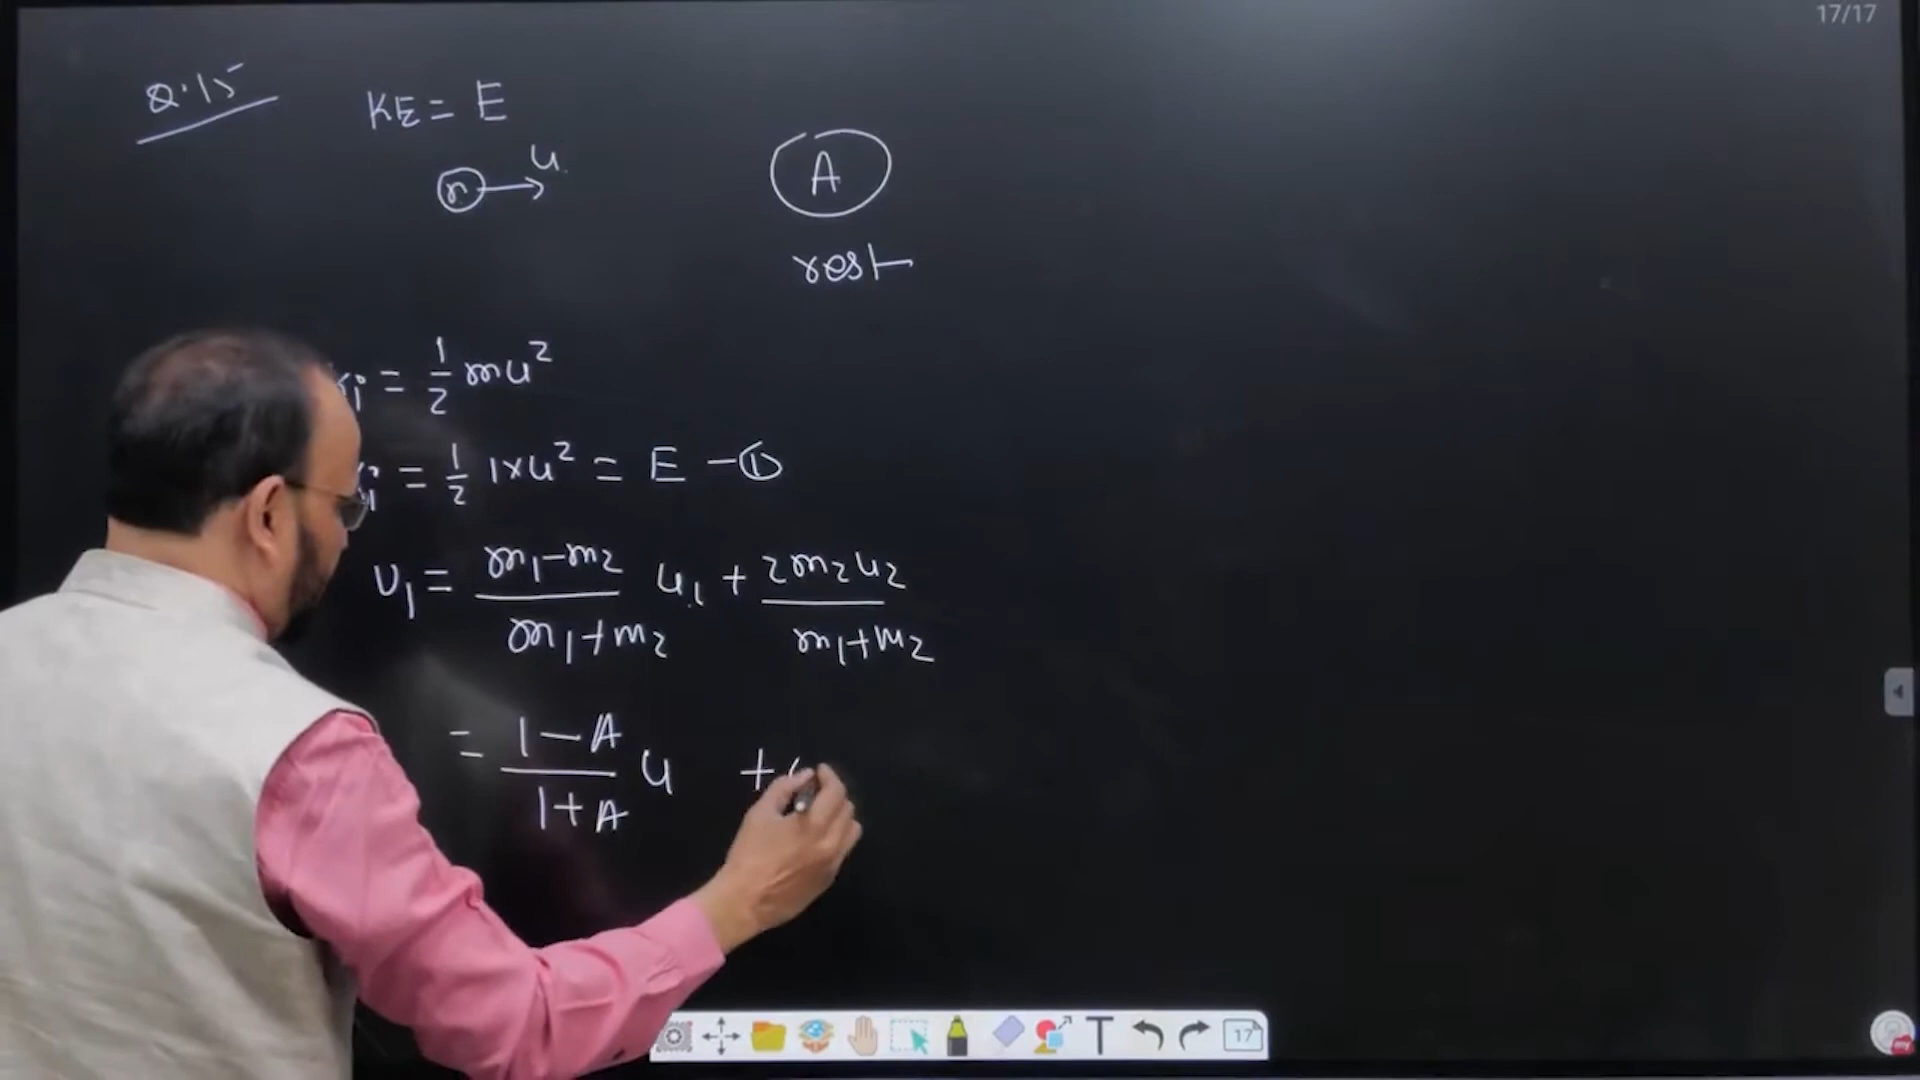 17/17
Q.15
KE = E
n u
A
rest
i = 1/2 mu²
i = 1/2 1×u² = E —①
v₁ = m₁-m₂/m₁+m₂ u₁ + 2m₂u₂/m₁+m₂
= 1-A/1+A u +
T 17